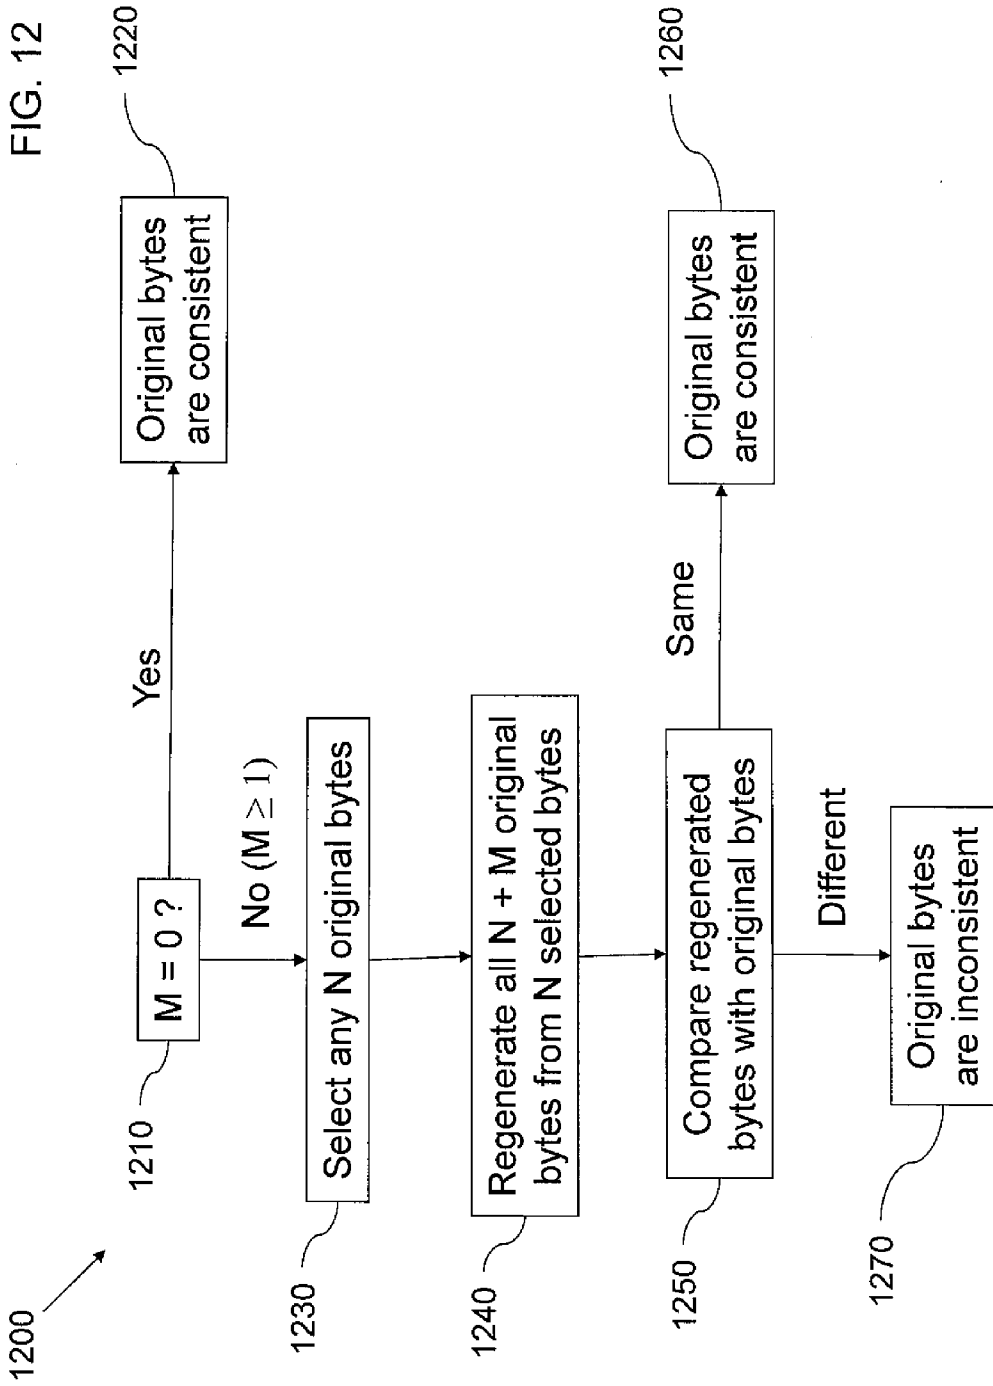 FIG. 12
1200
1210
M = 0 ?
Yes
Original bytes
are consistent
1220
No (M ≥ 1)
1230
Select any N original bytes
1240
Regenerate all N + M original
bytes from N selected bytes
1250
Compare regenerated
bytes with original bytes
Same
Original bytes
are consistent
1260
Different
1270
Original bytes
are inconsistent